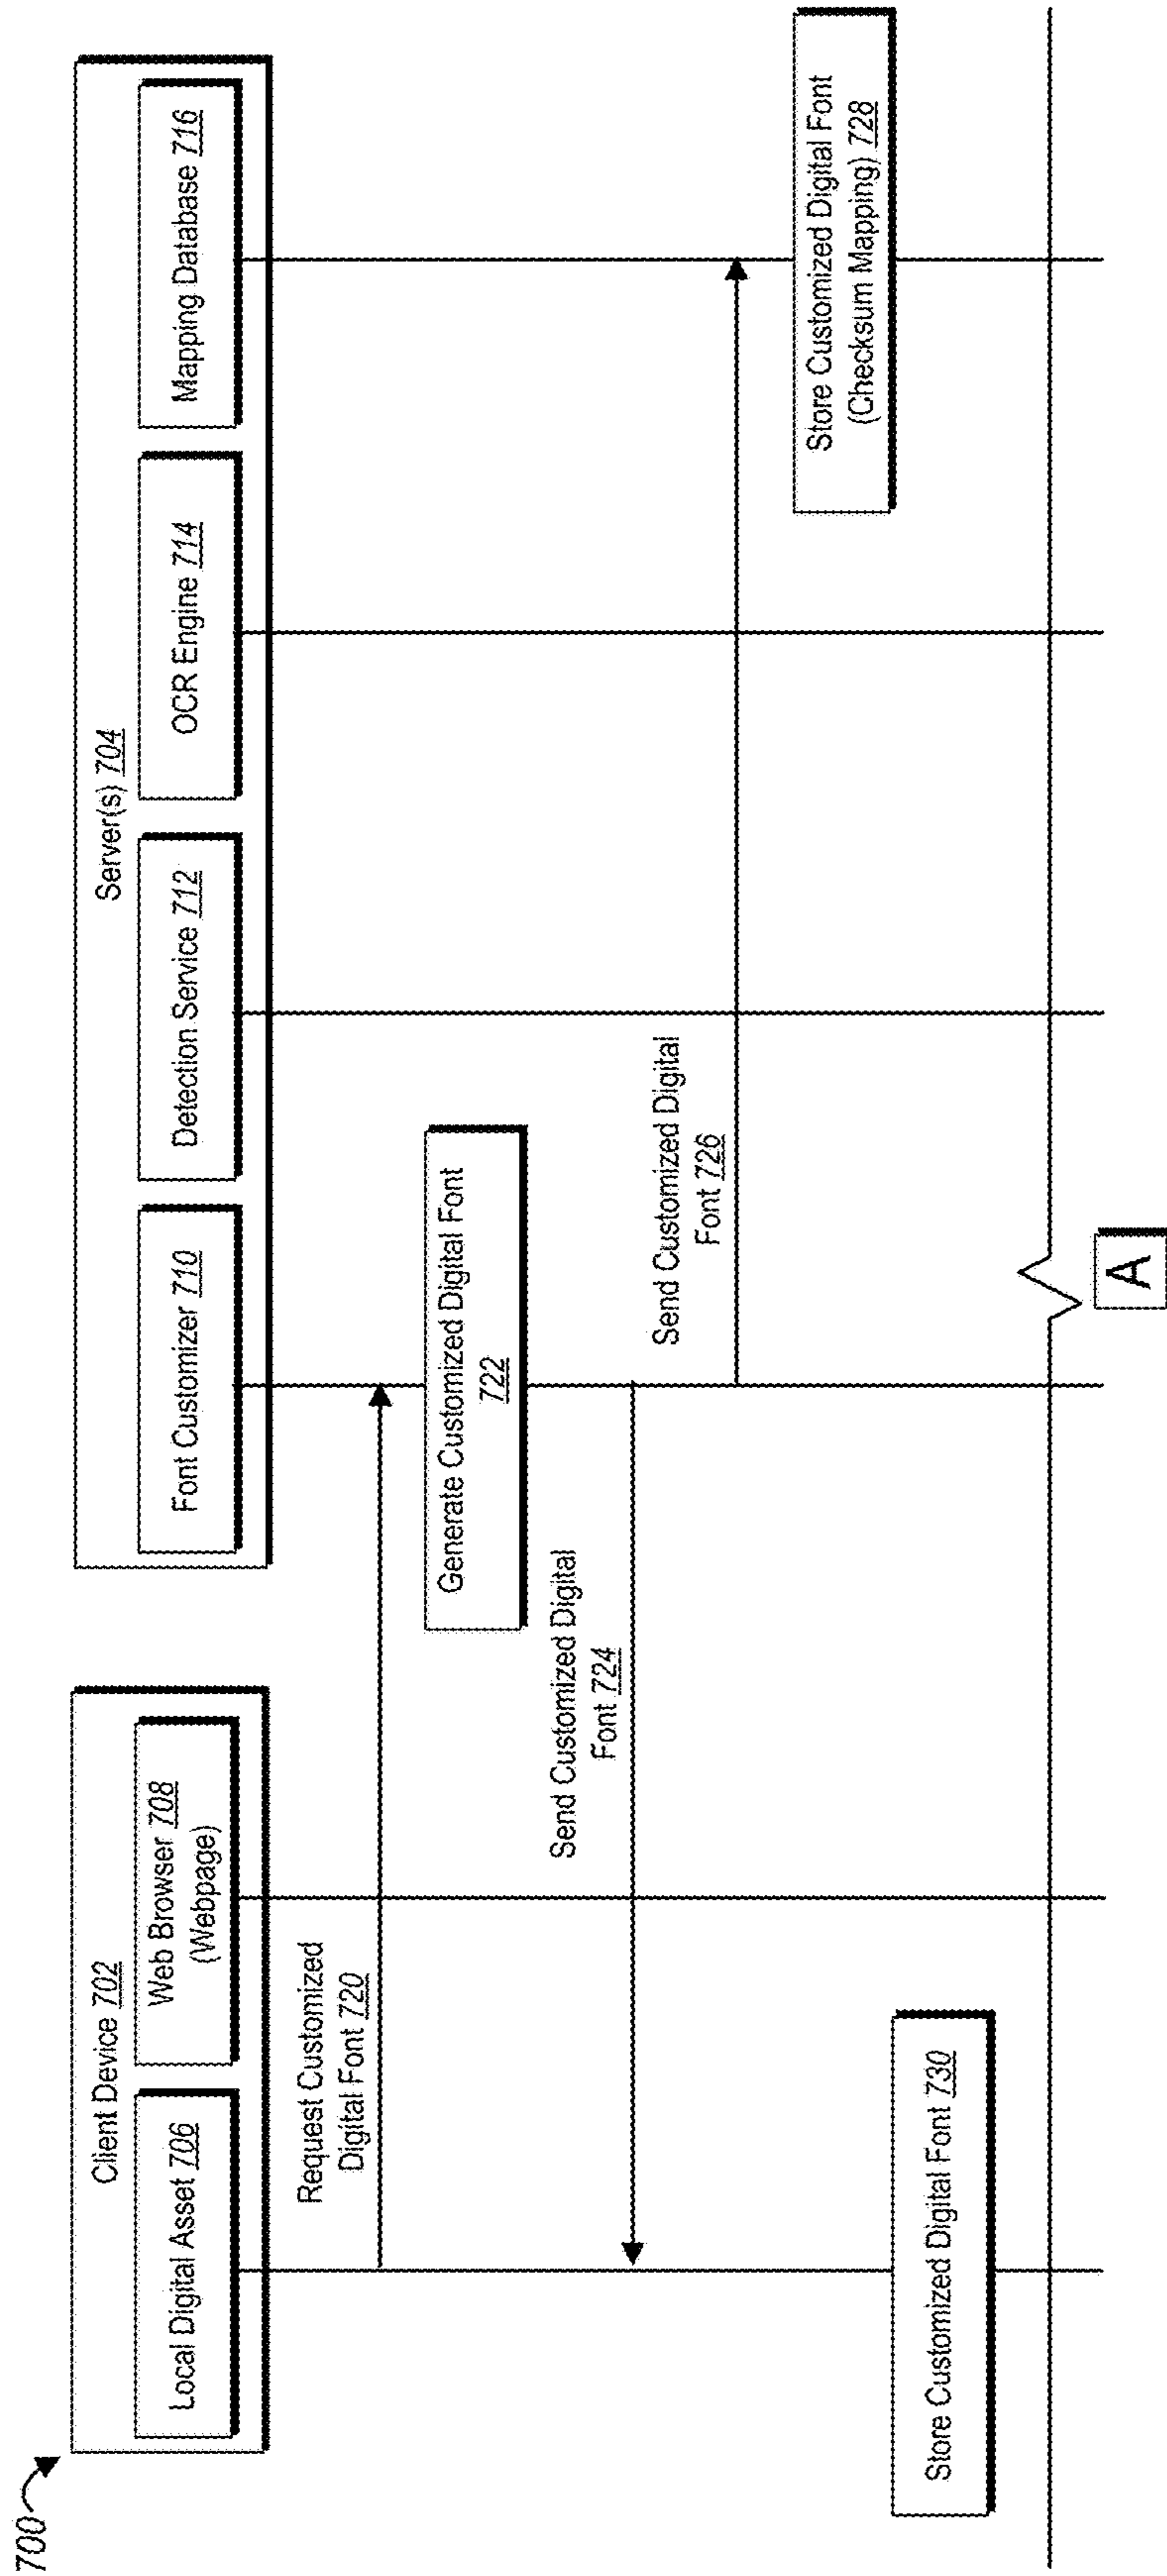 700
Client Device 702
Local Digital Asset 706
Web Browser 708
(Webpage)
Server(s) 704
Font Customizer 710
Detection Service 712
OCR Engine 714
Mapping Database 716
Request Customized
Digital Font 720
Generate Customized Digital Font
722
Send Customized Digital
Font 724
Send Customized Digital
Font 726
Store Customized Digital Font
(Checksum Mapping) 728
Store Customized Digital Font 730
A